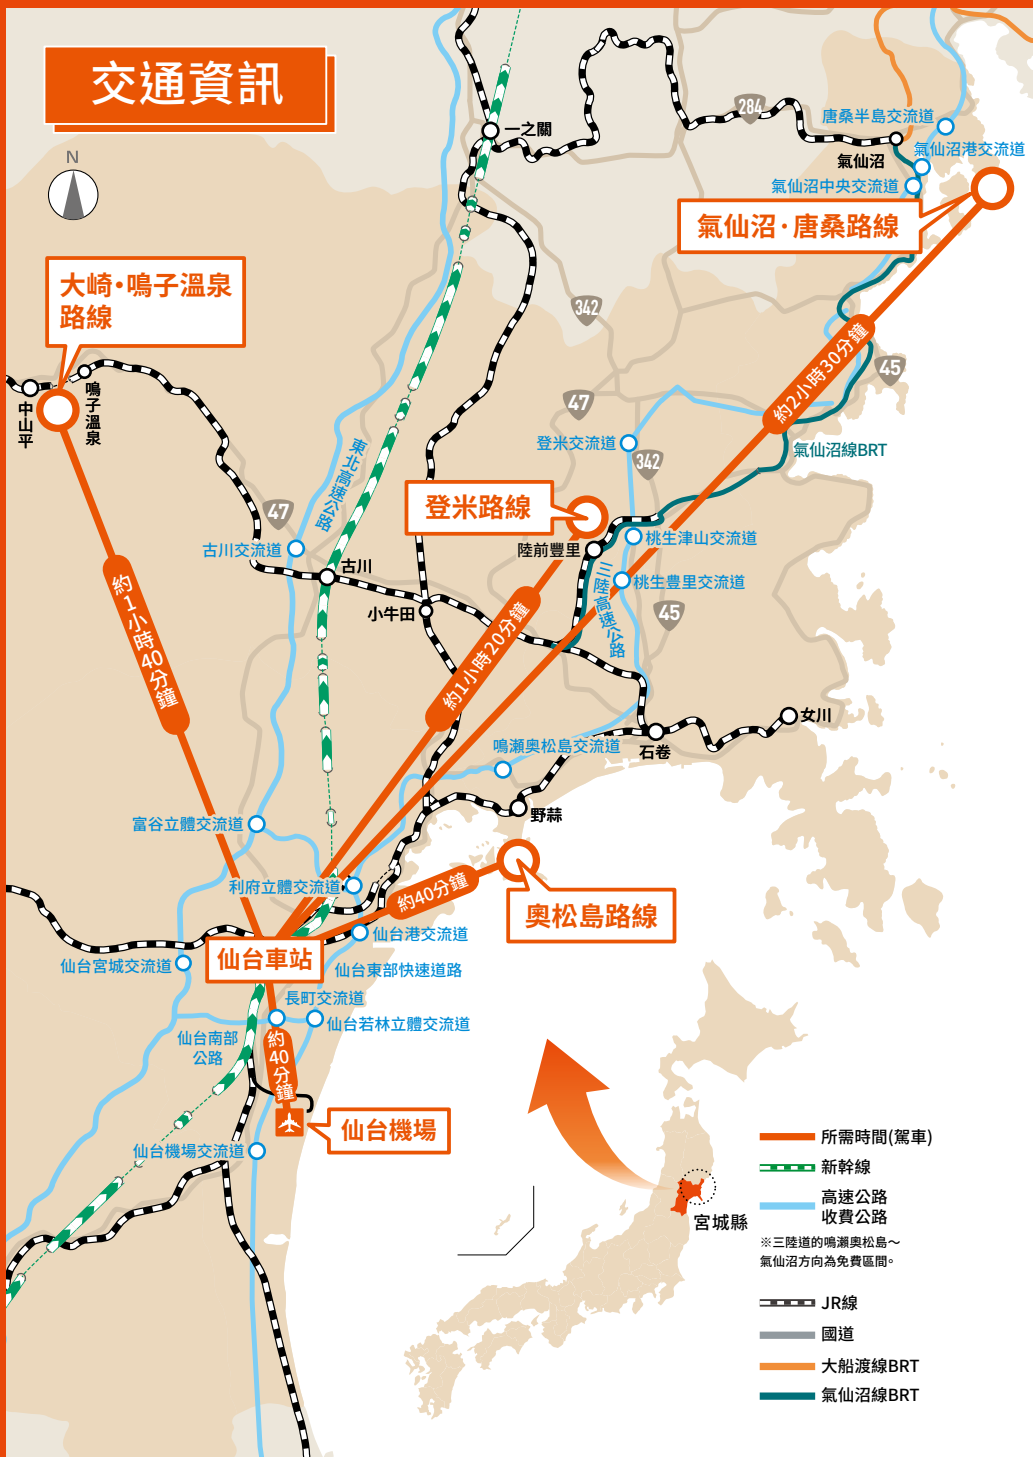 交通資訊
N
一之關
284
唐桑半島交流道
氣仙沼
氣仙沼港交流道
氣仙沼中央交流道
氣仙沼·唐桑路線
大崎·鳴子溫泉
路線
342
約2小時30分鐘
45
中山平
鳴子溫泉
47
登米交流道
342
氣仙沼線BRT
東北高速公路
登米路線
47
古川交流道
古川
陸前豐里
桃生津山交流道
三陸高速公路
桃生豊里交流道
小牛田
45
約1小時40分鐘
約1小時20分鐘
女川
石卷
鳴瀬奧松島交流道
野蒜
富谷立體交流道
利府立體交流道
約40分鐘
奧松島路線
仙台港交流道
仙台車站
仙台宮城交流道
仙台東部快速道路
長町交流道
仙台若林立體交流道
仙台南部
公路
約40分鐘
仙台機場
仙台機場交流道
宮城縣
所需時間(駕車)
新幹線
高速公路
收費公路
※三陸道的鳴瀨奧松島～
氣仙沼方向為免費區間。
JR線
國道
大船渡線BRT
氣仙沼線BRT